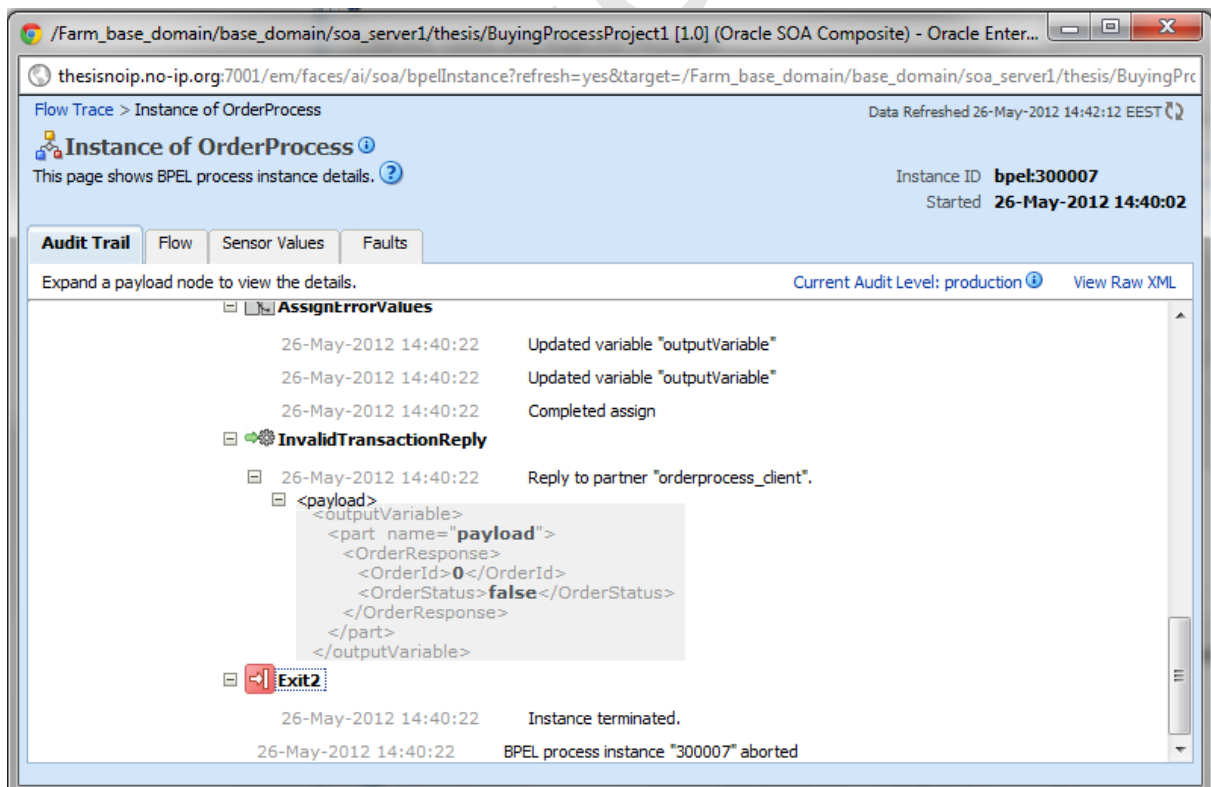 /Farm_base_domain/base_domain/soa_server1/thesis/BuyingProcessProject1 [1.0] (Oracle SOA Composite) - Oracle Enter...
thesisnoip.no-ip.org:7001/em/faces/ai/soa/bpelInstance?refresh=yes&target=/Farm_base_domain/base_domain/soa_server1/thesis/BuyingPrc
Flow Trace > Instance of OrderProcess Data Refreshed 26-May-2012 14:42:12 EEST
Instance of OrderProcess
This page shows BPEL process instance details. Instance ID bpel:300007
Started 26-May-2012 14:40:02
Audit Trail Flow Sensor Values Faults
Expand a payload node to view the details. Current Audit Level: production View Raw XML
AssignErrorValues
26-May-2012 14:40:22 Updated variable "outputVariable"
26-May-2012 14:40:22 Updated variable "outputVariable"
26-May-2012 14:40:22 Completed assign
InvalidTransactionReply
26-May-2012 14:40:22 Reply to partner "orderprocess_client".
<payload>
<outputVariable>
<part name="payload">
<OrderResponse>
<OrderId>0</OrderId>
<OrderStatus>false</OrderStatus>
</OrderResponse>
</part>
</outputVariable>
Exit2
26-May-2012 14:40:22 Instance terminated.
26-May-2012 14:40:22 BPEL process instance "300007" aborted